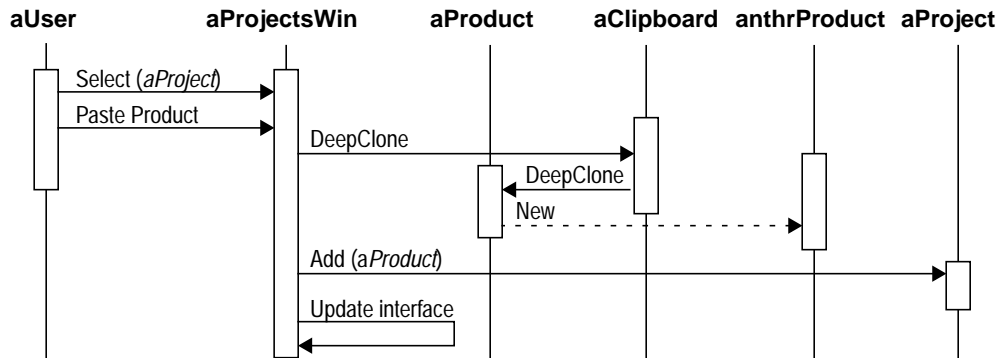 aUser aProjectsWin aProduct aClipboard anthrProduct aProject
Select (aProject)
Paste Product
DeepClone
DeepClone
New
Add (aProduct)
Update interface